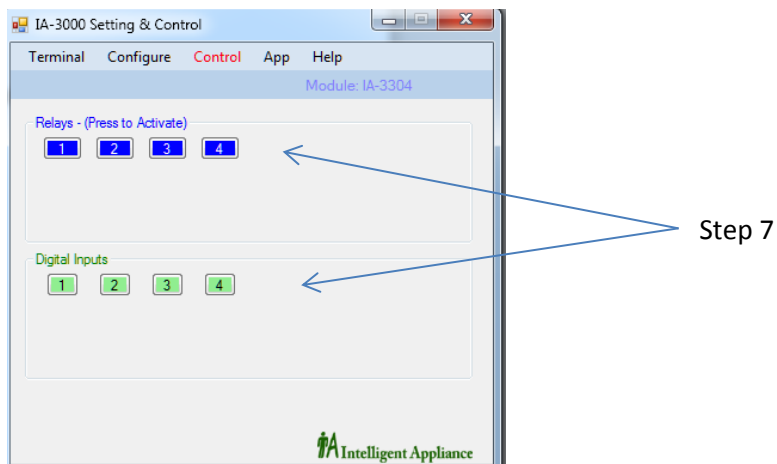 IA-3000 Setting & Control
Terminal Configure Control App Help
Module: IA-3304
Relays - (Press to Activate)
1 2 3 4
Step 7
Digital Inputs
1 2 3 4
IA Intelligent Appliance